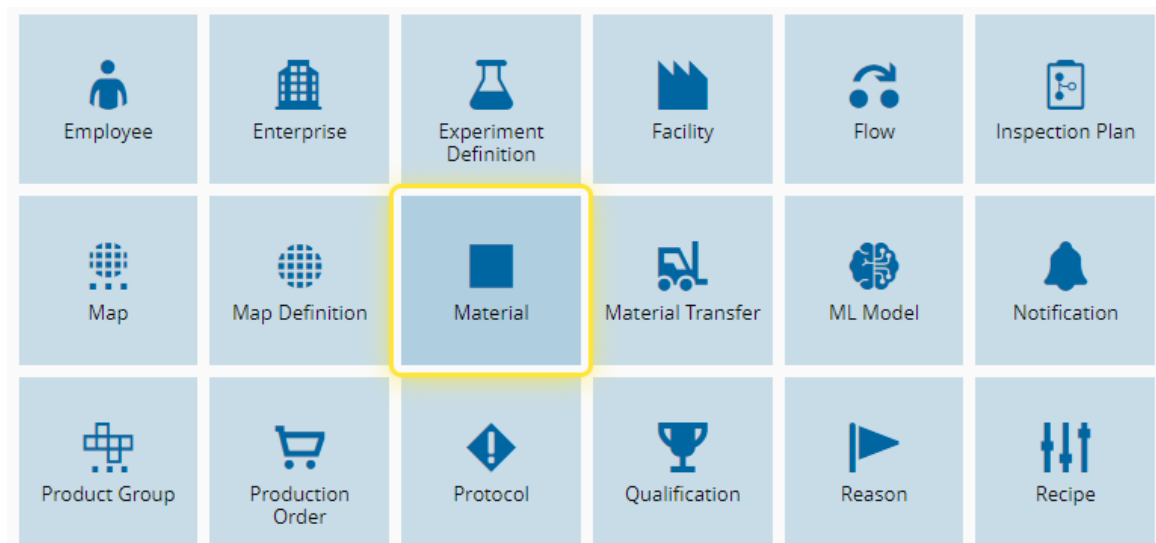 Employee
Enterprise
Experiment
Definition
Facility
Flow
Inspection Plan
Map
Map Definition
Material
Material Transfer
ML Model
Notification
Product Group
Production
Order
Protocol
Qualification
Reason
Recipe